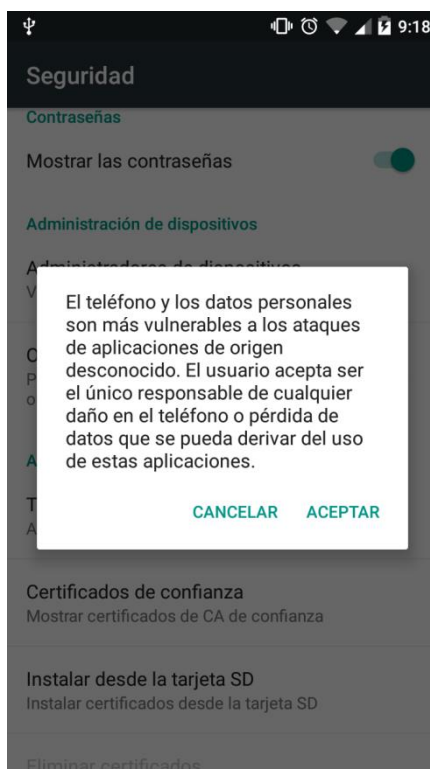 9:18
Seguridad
Contraseñas
Mostrar las contraseñas
Administración de dispositivos
Administradores de dispositivos
El teléfono y los datos personales
son más vulnerables a los ataques
de aplicaciones de origen
desconocido. El usuario acepta ser
el único responsable de cualquier
daño en el teléfono o pérdida de
datos que se pueda derivar del uso
de estas aplicaciones.
CANCELAR ACEPTAR
Certificados de confianza
Mostrar certificados de CA de confianza
Instalar desde la tarjeta SD
Instalar certificados desde la tarjeta SD
Eliminar certificados